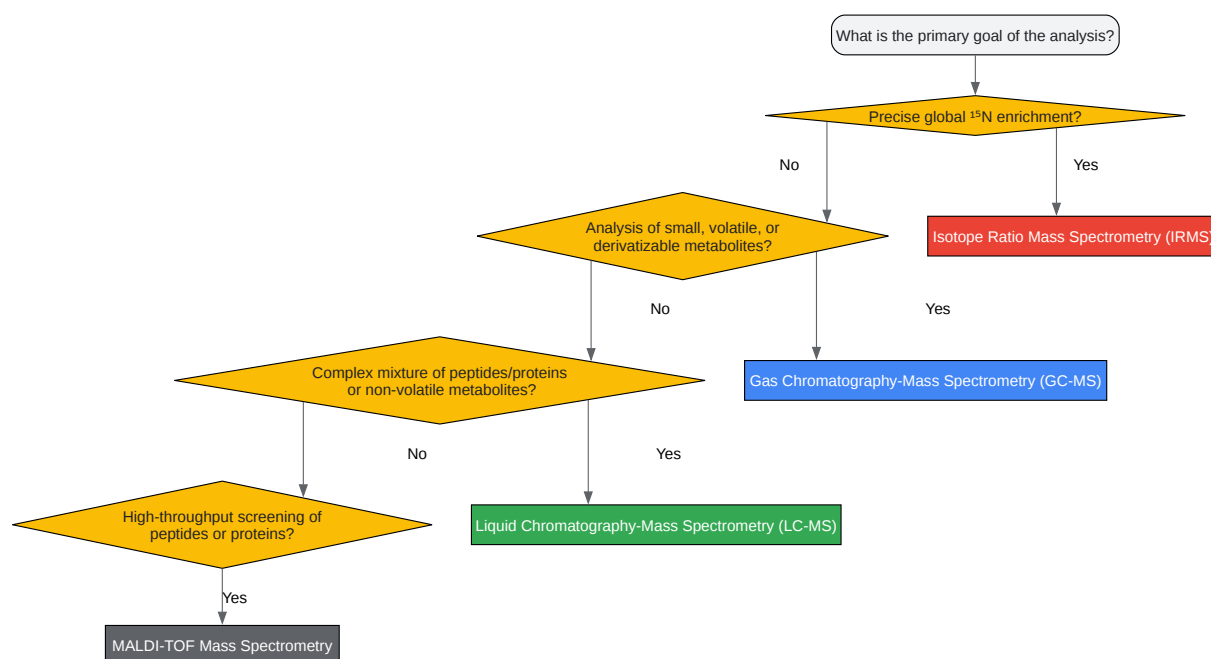 What is the primary goal of the analysis?
Precise global ¹⁵N enrichment?
No
Yes
Analysis of small, volatile, or
derivatizable metabolites?
Isotope Ratio Mass Spectrometry (IRMS)
No
Yes
Complex mixture of peptides/proteins
or non-volatile metabolites?
Gas Chromatography-Mass Spectrometry (GC-MS)
No
Yes
High-throughput screening of
peptides or proteins?
Liquid Chromatography-Mass Spectrometry (LC-MS)
Yes
MALDI-TOF Mass Spectrometry